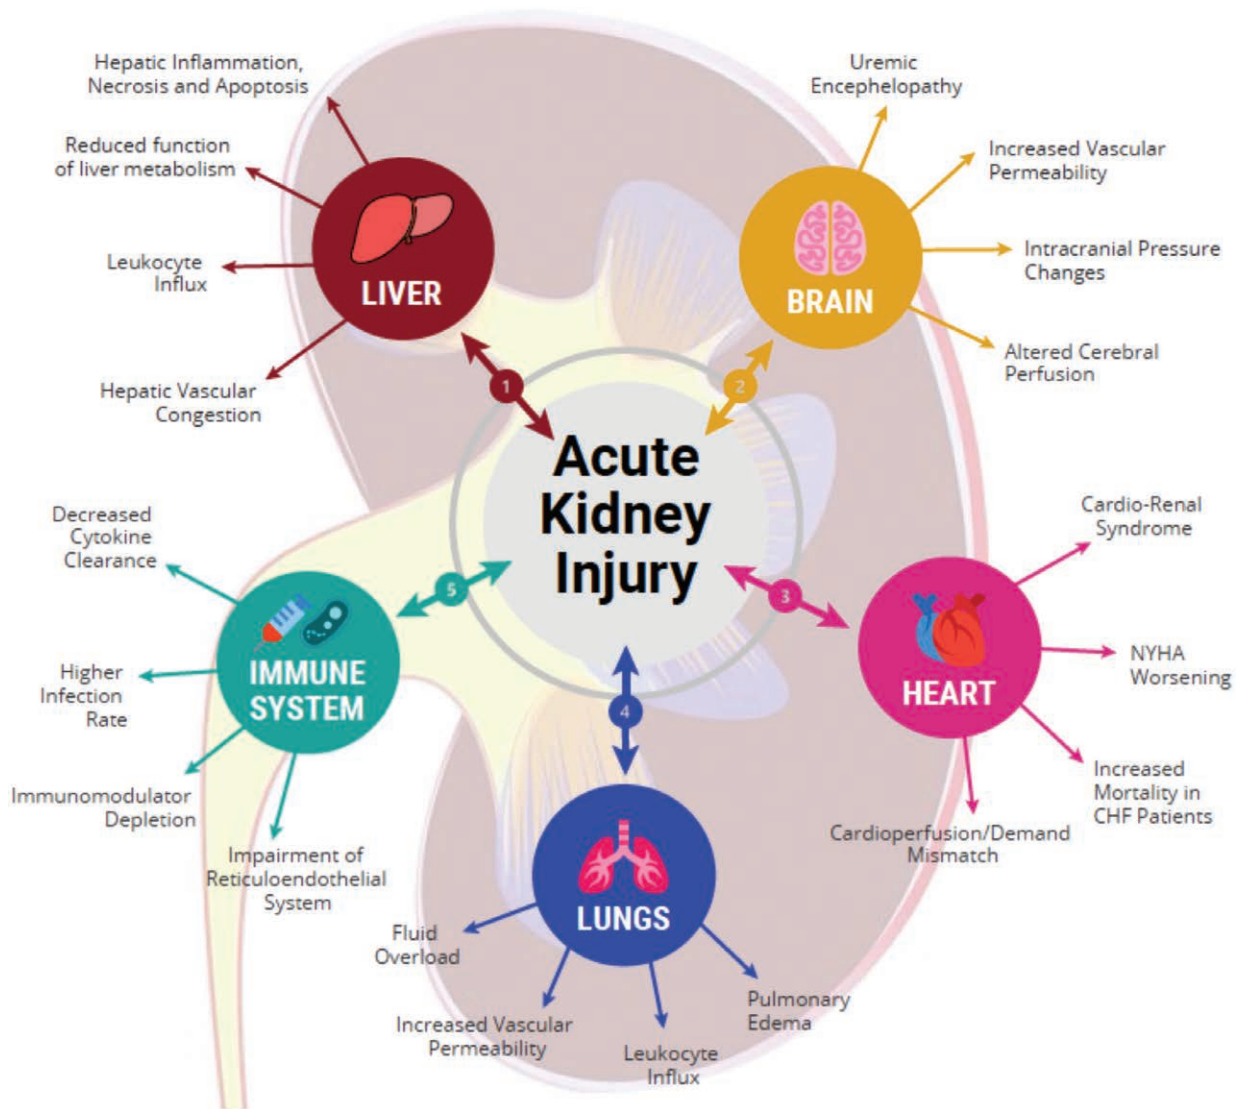 Hepatic Inflammation,
Necrosis and Apoptosis
Reduced function
of liver metabolism
Leukocyte
Influx
Hepatic Vascular
Congestion
LIVER
1
Uremic
Encephelopathy
Increased Vascular
Permeability
Intracranial Pressure
Changes
Altered Cerebral
Perfusion
BRAIN
2
Acute
Kidney
Injury
Cardio-Renal
Syndrome
NYHA
Worsening
Increased
Mortality in
CHF Patients
Cardioperfusion/Demand
Mismatch
HEART
3
4
LUNGS
Fluid
Overload
Increased Vascular
Permeability
Leukocyte
Influx
Pulmonary
Edema
5
IMMUNE
SYSTEM
Decreased
Cytokine
Clearance
Higher
Infection
Rate
Immunomodulator
Depletion
Impairment of
Reticuloendothelial
System